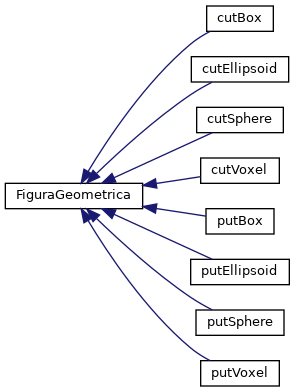 cutBox
cutEllipsoid
cutSphere
cutVoxel
FiguraGeometrica
putBox
putEllipsoid
putSphere
putVoxel